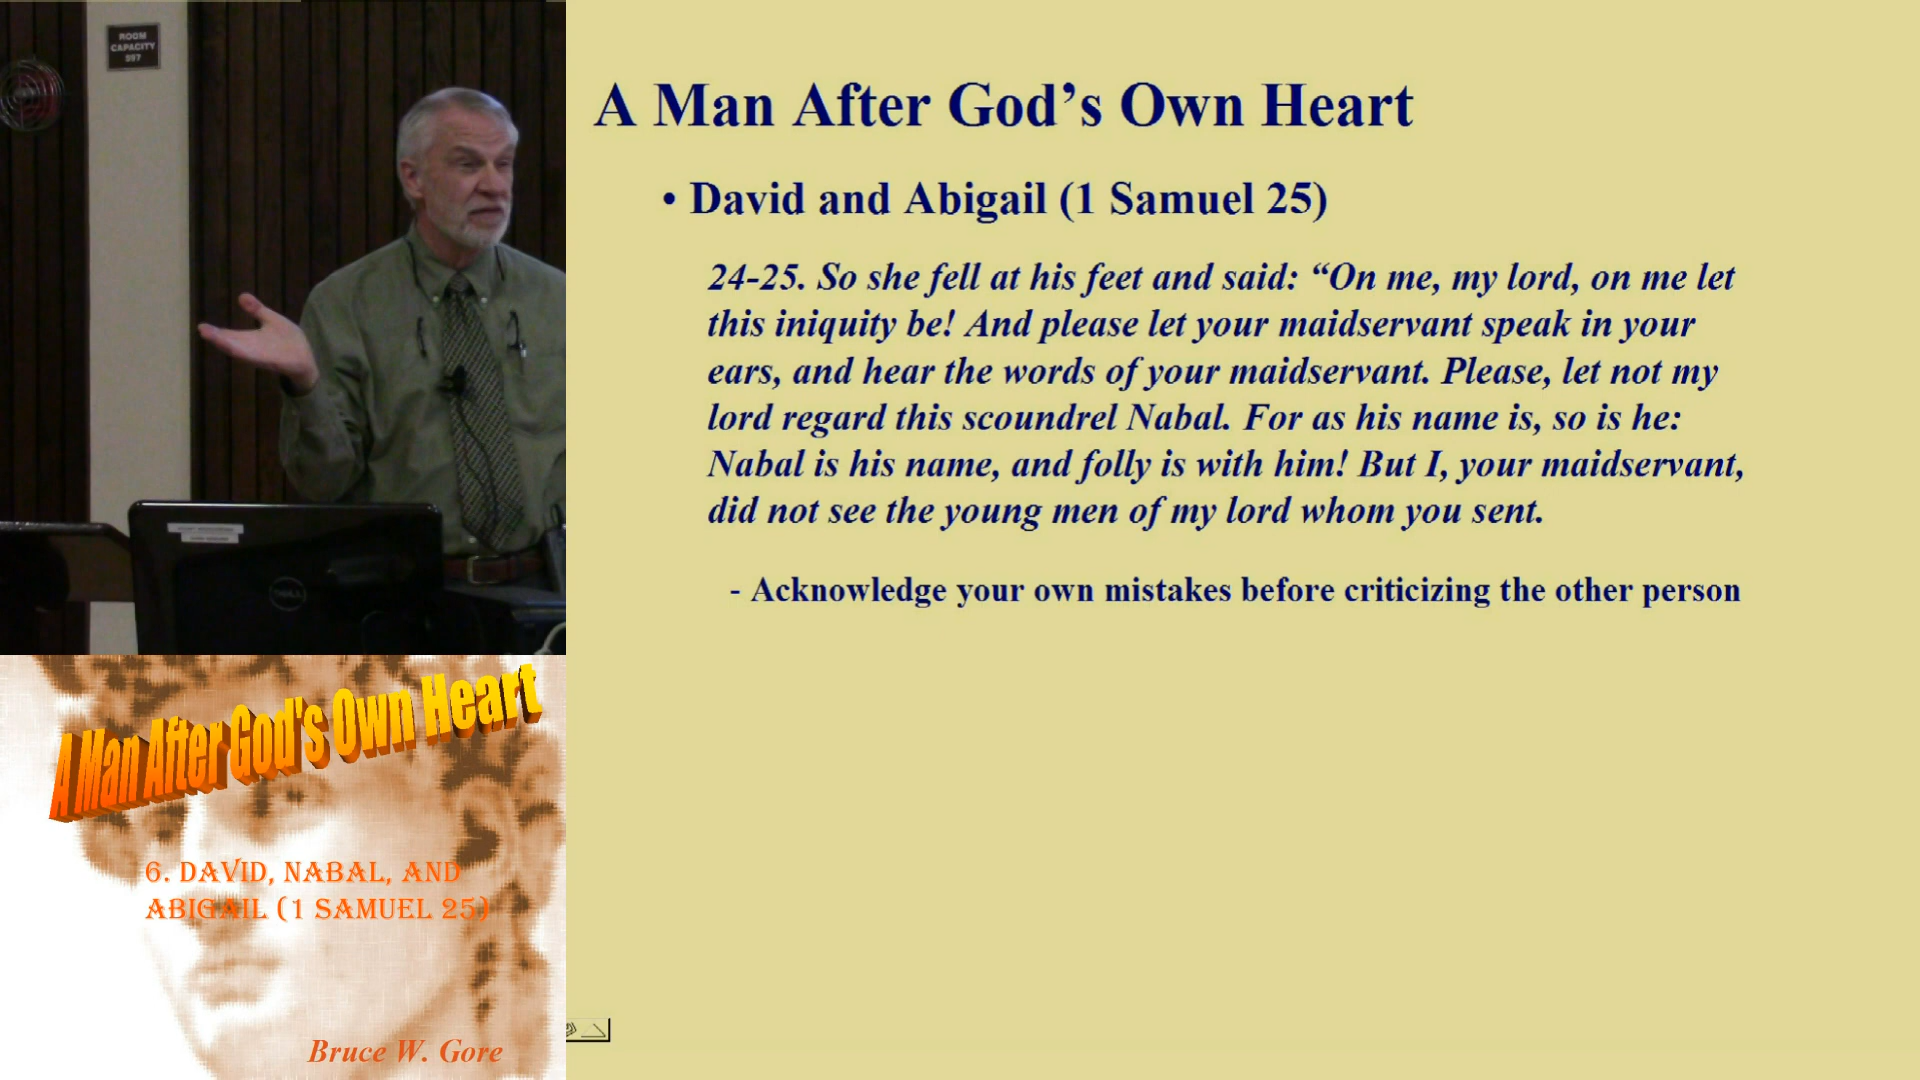 ROOM
CAPACITY
597
A Man After God's Own Heart
• David and Abigail (1 Samuel 25)
24-25. So she fell at his feet and said: “On me, my lord, on me let
this iniquity be! And please let your maidservant speak in your
ears, and hear the words of your maidservant. Please, let not my
lord regard this scoundrel Nabal. For as his name is, so is he:
Nabal is his name, and folly is with him! But I, your maidservant,
did not see the young men of my lord whom you sent.
- Acknowledge your own mistakes before criticizing the other person
DELL
A Man After God's Own Heart
6. DAVID, NABAL, AND
ABIGAIL (1 SAMUEL 25)
Bruce W. Gore